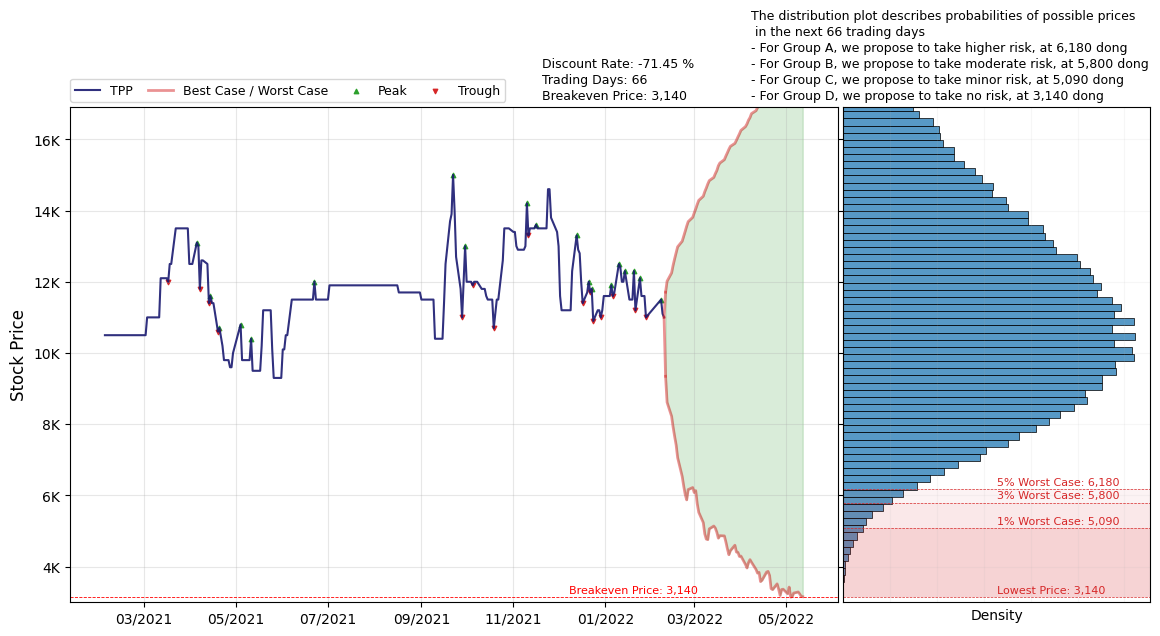 The distribution plot describes probabilities of possible prices
in the next 66 trading days
- For Group A, we propose to take higher risk, at 6,180 dong
- For Group B, we propose to take moderate risk, at 5,800 dong
- For Group C, we propose to take minor risk, at 5,090 dong
- For Group D, we propose to take no risk, at 3,140 dong
Discount Rate: -71.45 %
Trading Days: 66
Breakeven Price: 3,140
TPP Best Case / Worst Case Peak Trough
Stock Price
16K
14K
12K
10K
8K
6K
4K
Breakeven Price: 3,140
03/2021 05/2021 07/2021 09/2021 11/2021 01/2022 03/2022 05/2022
5% Worst Case: 6,180
3% Worst Case: 5,800
1% Worst Case: 5,090
Lowest Price: 3,140
Density